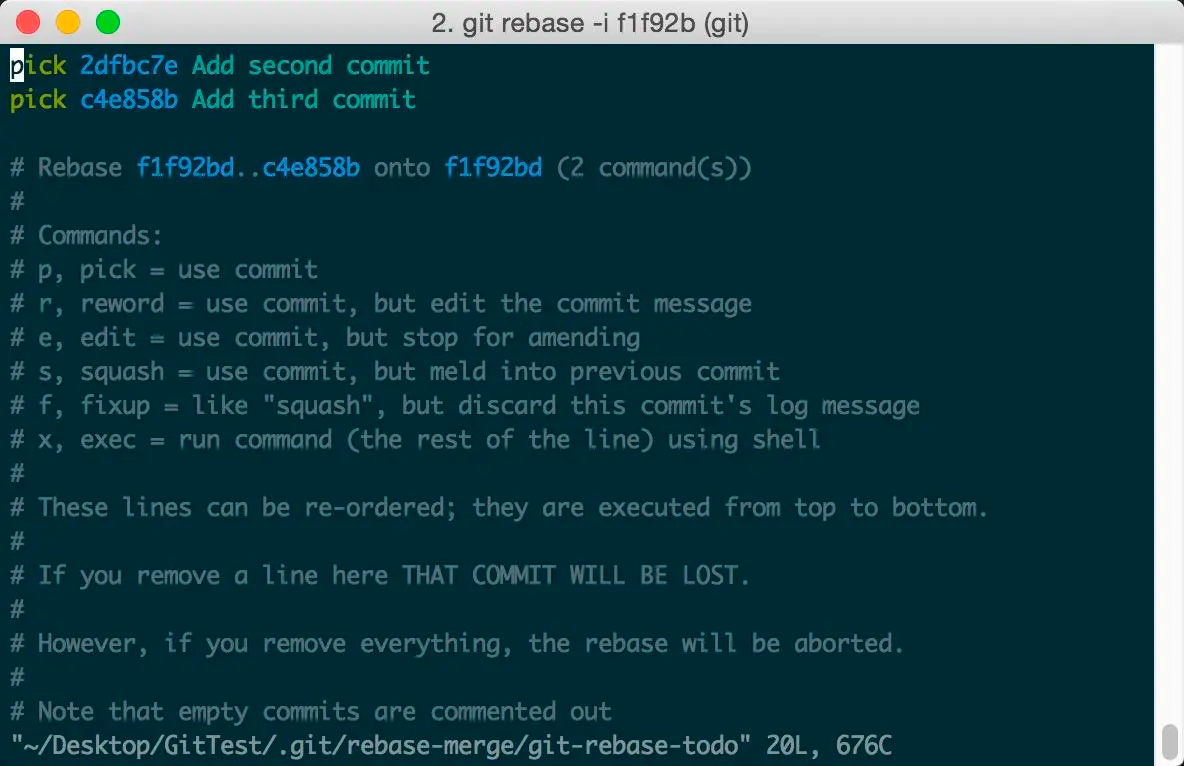 2. git rebase -i f1f92b (git)
pick 2dfbc7e Add second commit
pick c4e858b Add third commit
# Rebase f1f92bd..c4e858b onto f1f92bd (2 command(s))
#
# Commands:
# p, pick = use commit
# r, reword = use commit, but edit the commit message
# e, edit = use commit, but stop for amending
# s, squash = use commit, but meld into previous commit
# f, fixup = like "squash", but discard this commit's log message
# x, exec = run command (the rest of the line) using shell
#
# These lines can be re-ordered; they are executed from top to bottom.
#
# If you remove a line here THAT COMMIT WILL BE LOST.
#
# However, if you remove everything, the rebase will be aborted.
#
# Note that empty commits are commented out
"~/Desktop/GitTest/.git/rebase-merge/git-rebase-todo" 20L, 676C